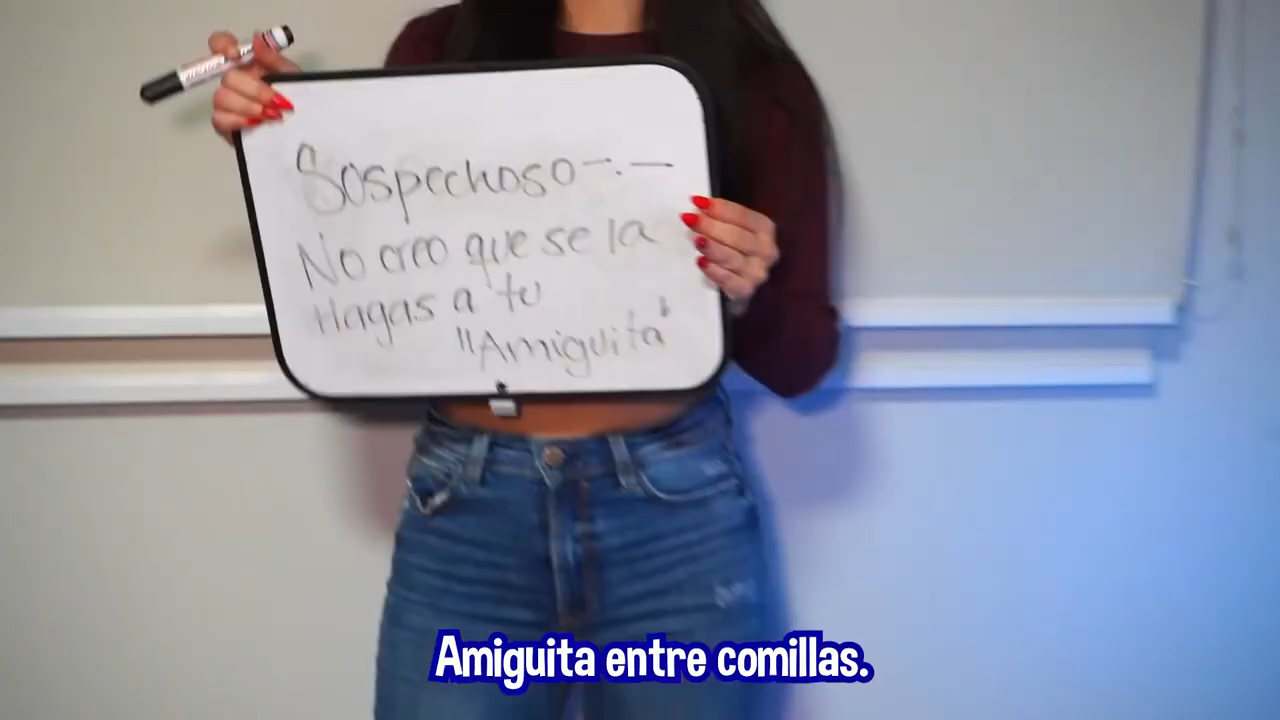 Sospechoso -.-
No creo que se la
Hagas a tu
"Amiguita"
Amiguita entre comillas.